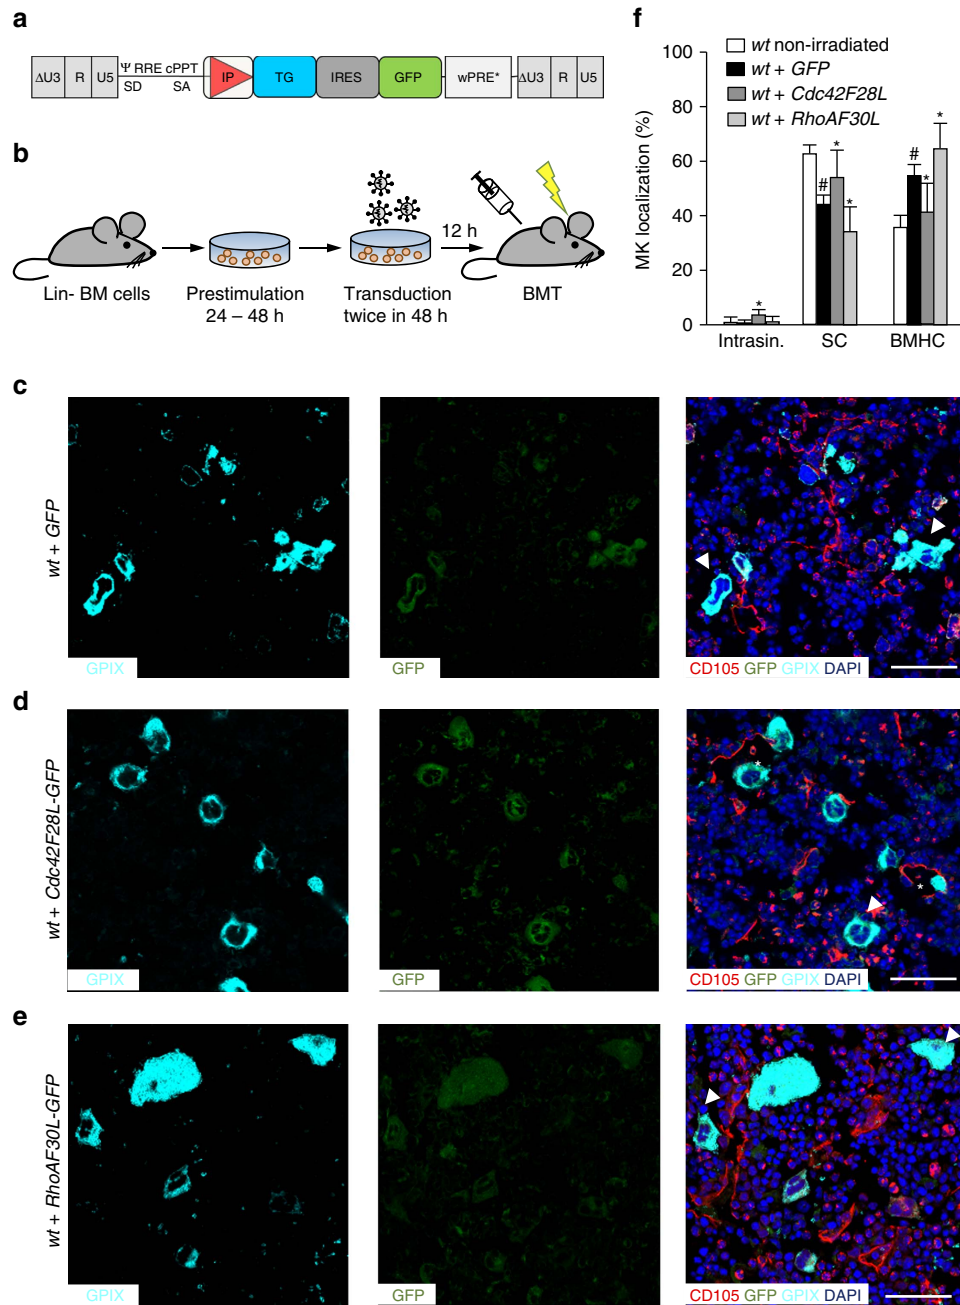 a
ΔU3 R U5 Ψ RRE cPPT SD SA IP TG IRES GFP wPRE* ΔU3 R U5
b
12 h
Lin- BM cells
Prestimulation
24 – 48 h
Transduction
twice in 48 h
BMT
f
MK localization (%)
100
80
60
40
20
0
wt non-irradiated
wt + GFP
wt + Cdc42F28L
wt + RhoAF30L
* # * * # * *
Intrasin. SC BMHC
c
wt + GFP
GPIX
GFP
CD105 GFP GPIX DAPI
d
wt + Cdc42F28L-GFP
GPIX
GFP
* *
CD105 GFP GPIX DAPI
e
wt + RhoAF30L-GFP
GPIX
GFP
CD105 GFP GPIX DAPI